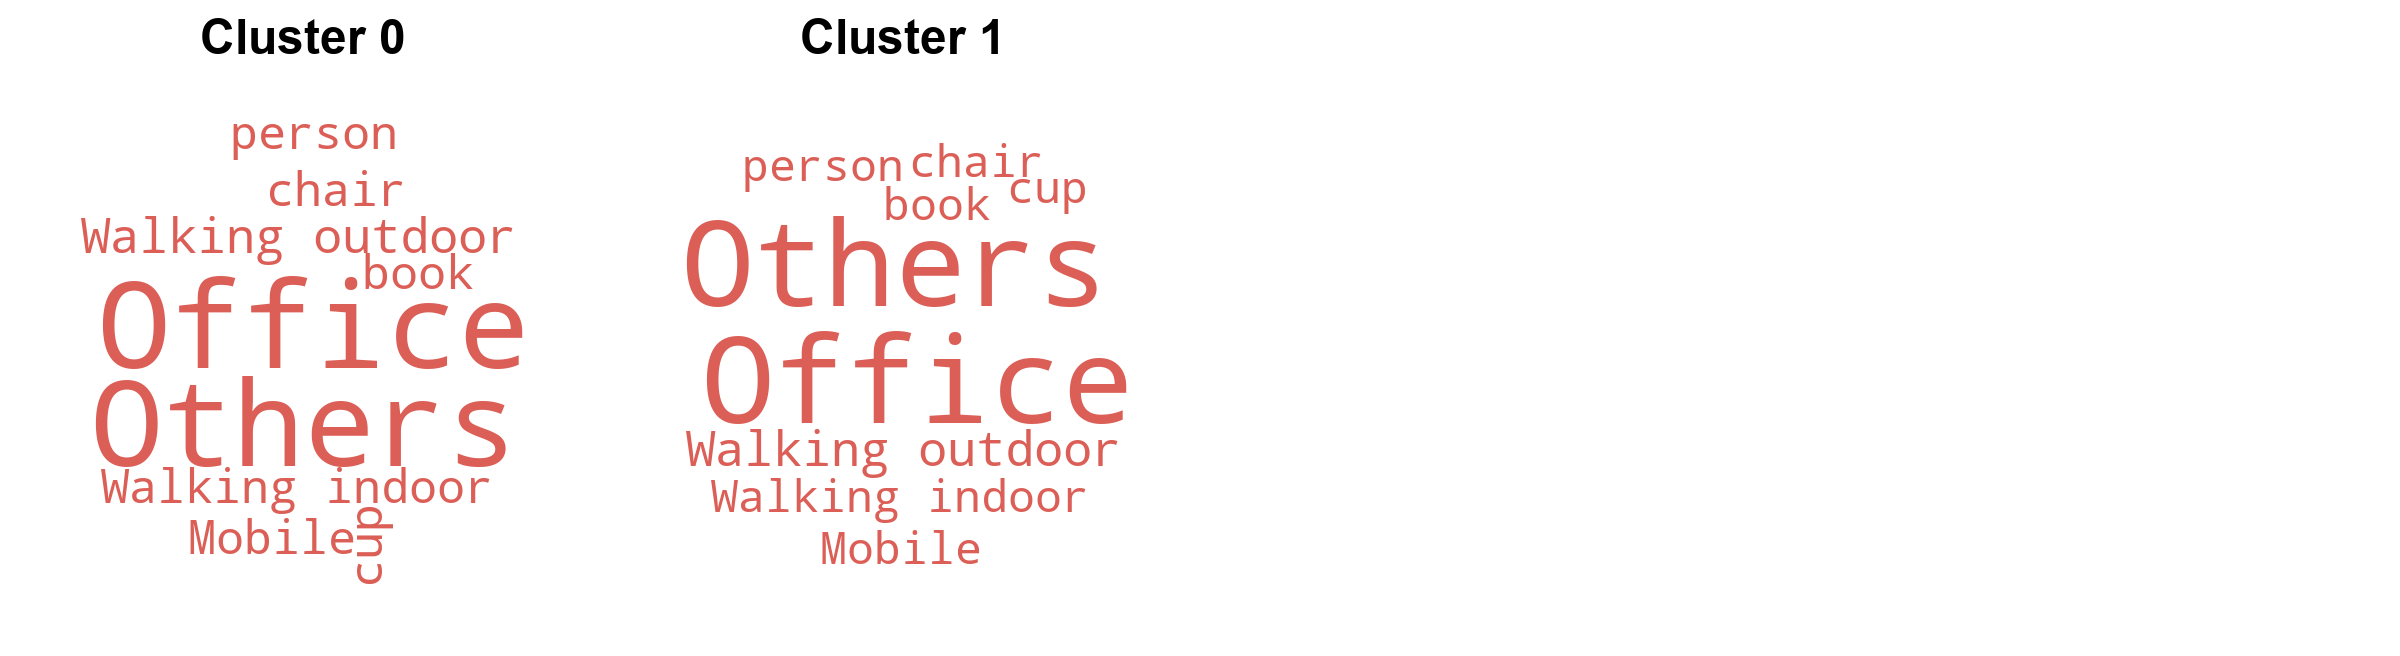 Cluster 0
person
chair
Walking outdoor
book
Office
Others
Walking indoor
Mobile
cup
Cluster 1
person
chair
cup
book
Others
Office
Walking outdoor
Walking indoor
Mobile